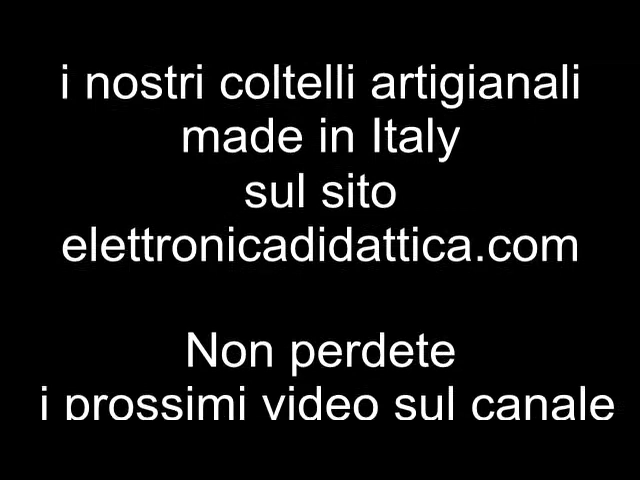 i nostri coltelli artigianali
made in Italy
sul sito
elettronicadidattica.com
Non perdete
i prossimi video sul canale